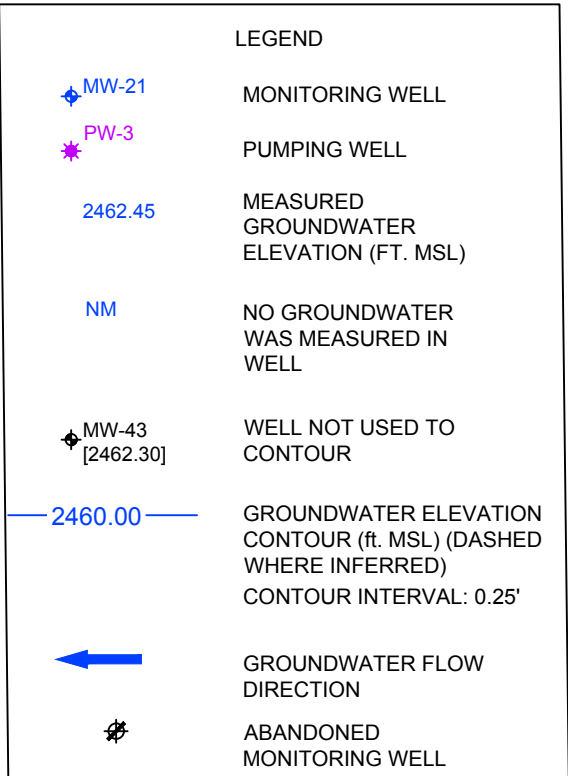 LEGEND
MW-21
MONITORING WELL
PW-3
PUMPING WELL
2462.45
MEASURED
GROUNDWATER
ELEVATION (FT. MSL)
NM
NO GROUNDWATER
WAS MEASURED IN
WELL
MW-43
[2462.30]
WELL NOT USED TO
CONTOUR
2460.00
GROUNDWATER ELEVATION
CONTOUR (ft. MSL) (DASHED
WHERE INFERRED)
CONTOUR INTERVAL: 0.25'
GROUNDWATER FLOW
DIRECTION
ABANDONED
MONITORING WELL